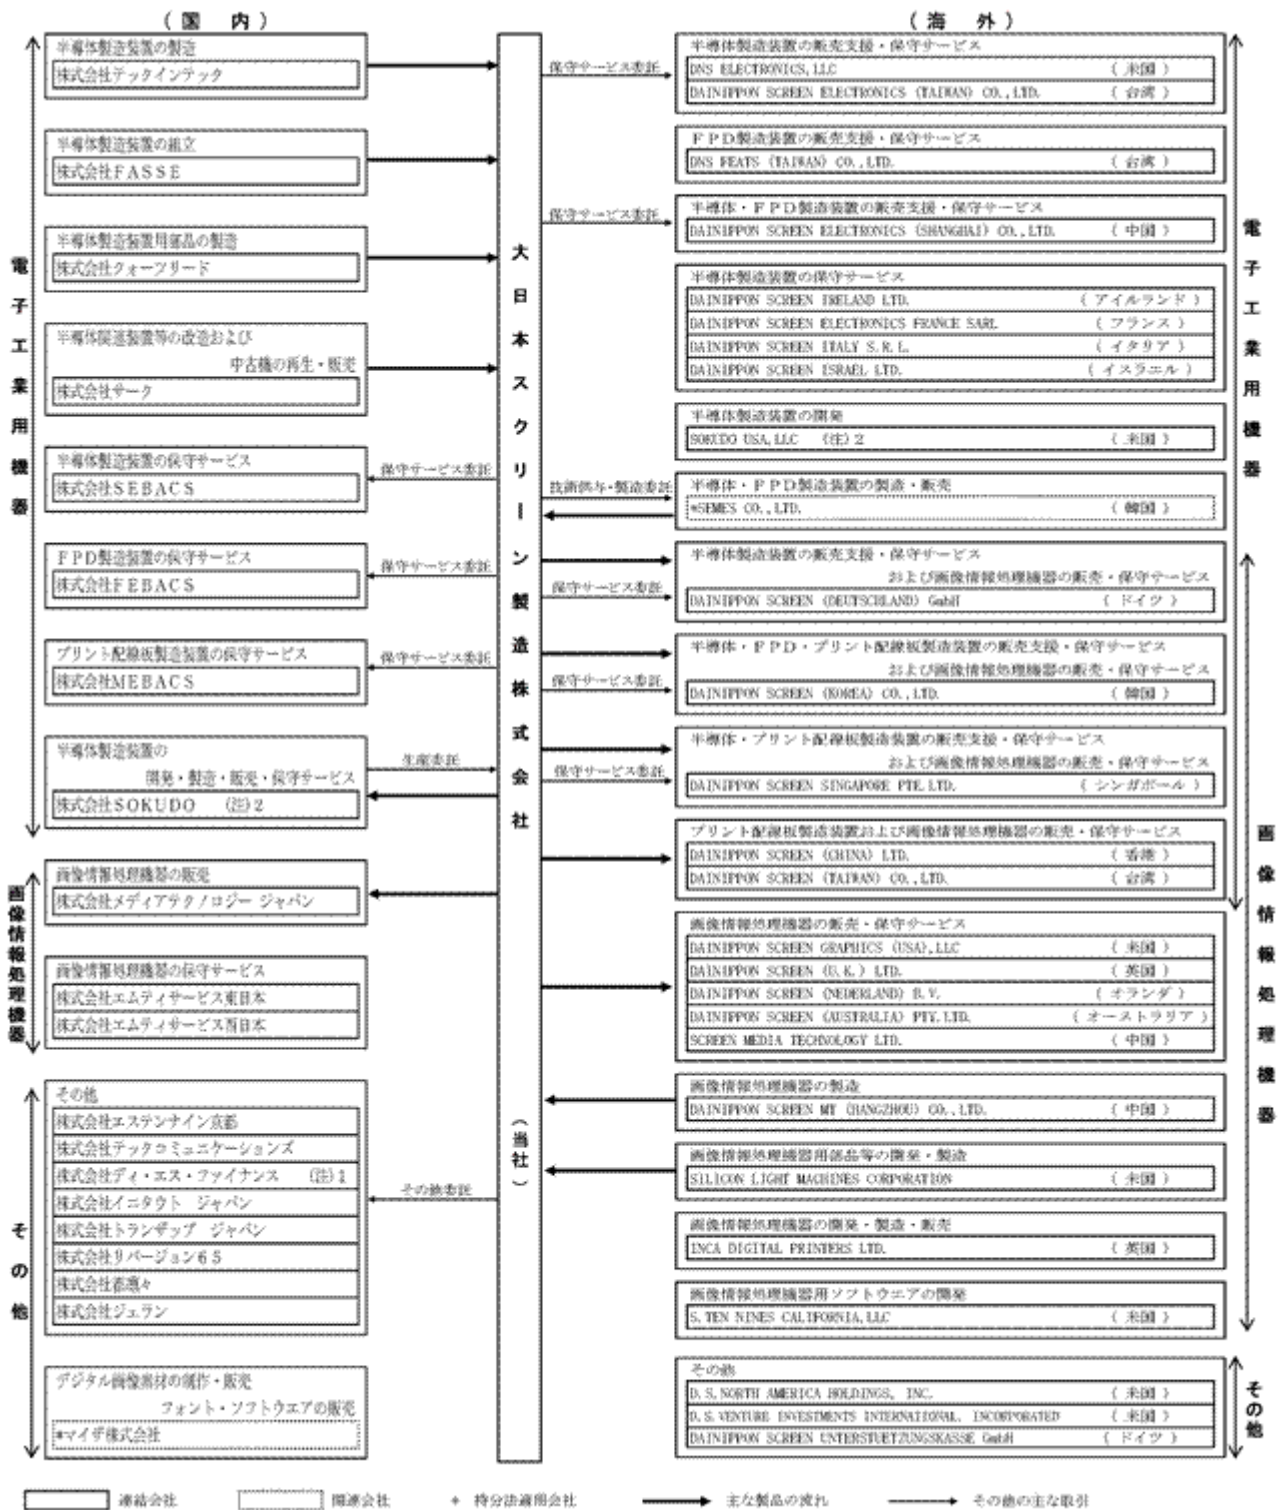 （国　内）
電子工業用機器
半導体製造装置の製造
株式会社テックインテック
半導体製造装置の組立
株式会社ＦＡＳＳＥ
半導体製造装置用部品の製造
株式会社クォーツリード
半導体関連装置等の改造および
中古機の再生・販売
株式会社サーク
半導体製造装置の保守サービス
株式会社ＳＥＢＡＣＳ
保守サービス委託
ＦＰＤ製造装置の保守サービス
株式会社ＦＥＢＡＣＳ
保守サービス委託
プリント配線板製造装置の保守サービス
株式会社ＭＥＢＡＣＳ
保守サービス委託
半導体製造装置の
開発・製造・販売・保守サービス
株式会社ＳＯＫＵＤＯ　（注）２
生産委託
画像情報処理機器
画像情報処理機器の販売
株式会社メディアテクノロジー ジャパン
画像情報処理機器の保守サービス
株式会社エムティサービス東日本
株式会社エムティサービス西日本
その他
その他
株式会社エステンナイン京都
株式会社テックコミュニケーションズ
株式会社ディ・エス・ファイナンス　（注）１
株式会社イニタウト　ジャパン
株式会社トランザップ　ジャパン
株式会社リバージョン６５
株式会社ジェラン
その他委託
デジタル画像素材の制作・販売
フォント・ソフトウエアの販売
*マイザ株式会社
大日本スクリーン製造株式会社
（当社）
（海　外）
電子工業用機器
保守サービス委託
半導体製造装置の販売支援・保守サービス
DNS ELECTRONICS,LLC （米国）
DAINIPPON SCREEN ELECTRONICS (TAIWAN) CO.,LTD. （台湾）
ＦＰＤ製造装置の販売支援・保守サービス
DNS FEATS (TAIWAN) CO.,LTD. （台湾）
保守サービス委託
半導体・ＦＰＤ製造装置の販売支援・保守サービス
DAINIPPON SCREEN ELECTRONICS (SHANGHAI) CO.,LTD. （中国）
半導体製造装置の保守サービス
DAINIPPON SCREEN IRELAND LTD. （アイルランド）
DAINIPPON SCREEN ELECTRONICS FRANCE SARL （フランス）
DAINIPPON SCREEN ITALY S.R.L. （イタリア）
DAINIPPON SCREEN ISRAEL LTD. （イスラエル）
半導体製造装置の開発
SOKUDO USA,LLC （注）２ （米国）
技術供与・製造委託
半導体・ＦＰＤ製造装置の製造・販売
*SEMES CO.,LTD. （韓国）
半導体製造装置の販売支援・保守サービス
および画像情報処理機器の販売・保守サービス
保守サービス委託
DAINIPPON SCREEN (DEUTSCHLAND) GmbH （ドイツ）
半導体・ＦＰＤ・プリント配線板製造装置の販売支援・保守サービス
および画像情報処理機器の販売・保守サービス
保守サービス委託
DAINIPPON SCREEN (KOREA) CO.,LTD. （韓国）
半導体・プリント配線板製造装置の販売支援・保守サービス
および画像情報処理機器の販売・保守サービス
保守サービス委託
DAINIPPON SCREEN SINGAPORE PTE.LTD. （シンガポール）
プリント配線板製造装置および画像情報処理機器の販売・保守サービス
DAINIPPON SCREEN (CHINA) LTD. （香港）
DAINIPPON SCREEN (TAIWAN) CO.,LTD. （台湾）
画像情報処理機器
画像情報処理機器の販売・保守サービス
DAINIPPON SCREEN GRAPHICS (USA),LLC （米国）
DAINIPPON SCREEN (U.K.) LTD. （英国）
DAINIPPON SCREEN (NEDERLAND) B.V. （オランダ）
DAINIPPON SCREEN (AUSTRALIA) PTY.LTD. （オーストラリア）
SCREEN MEDIA TECHNOLOGY LTD. （中国）
画像情報処理機器の製造
DAINIPPON SCREEN MT (HANGZHOU) CO.,LTD. （中国）
画像情報処理機器用部品等の開発・製造
SILICON LIGHT MACHINES CORPORATION （米国）
画像情報処理機器の開発・製造・販売
INCA DIGITAL PRINTERS LTD. （英国）
画像情報処理機器用ソフトウエアの開発
S.TEN NINES CALIFORNIA,LLC （米国）
その他
その他
D.S.NORTH AMERICA HOLDINGS, INC. （米国）
D.S.VENTURE INVESTMENTS INTERNATIONAL, INCORPORATED （米国）
DAINIPPON SCREEN UNTERSTUETZUNGSKASSE GmbH （ドイツ）
連結会社　関連会社　* 持分法適用会社　主な製品の流れ　その他の主な取引